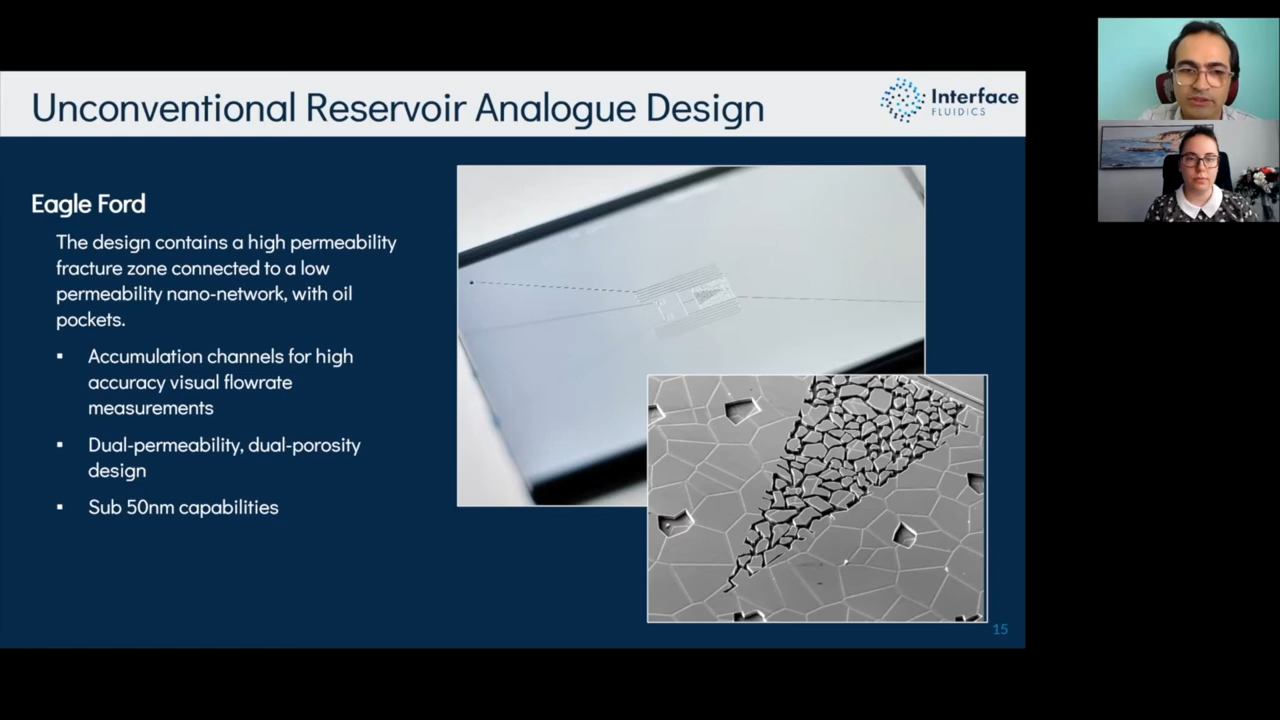 Unconventional Reservoir Analogue Design
Interface
FLUIDICS
Eagle Ford
The design contains a high permeability
fracture zone connected to a low
permeability nano-network, with oil
pockets.
▪ Accumulation channels for high
accuracy visual flowrate
measurements
▪ Dual-permeability, dual-porosity
design
▪ Sub 50nm capabilities
15